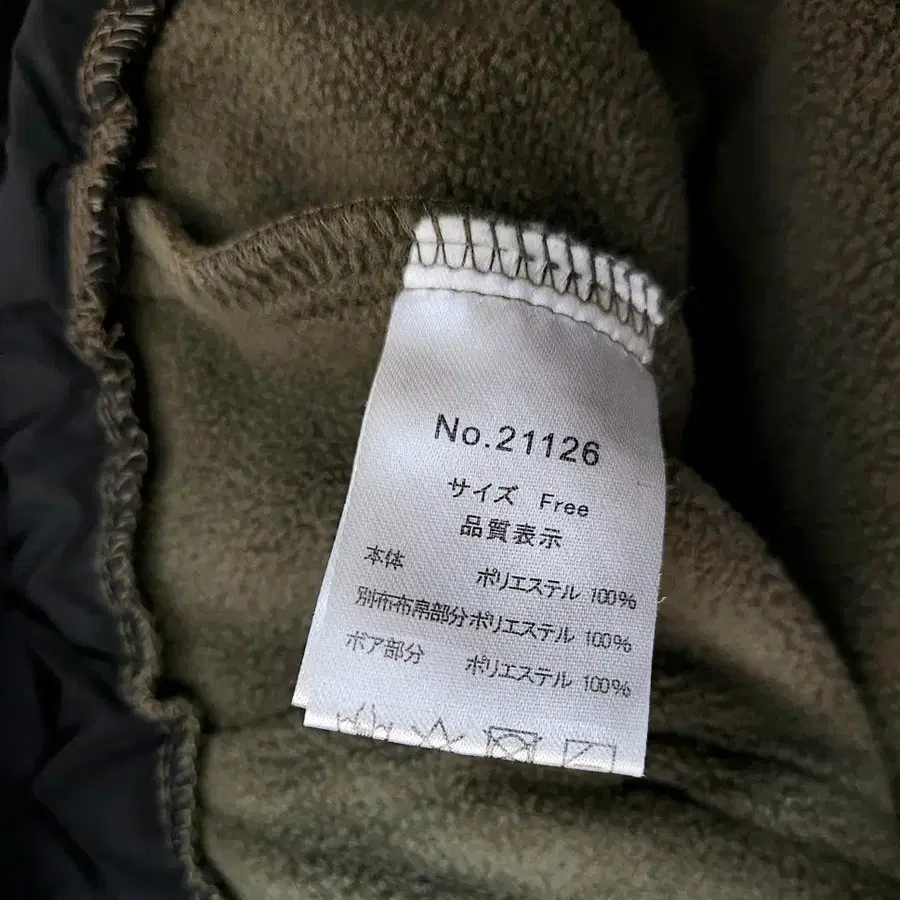 No.21126
サイズ Free
品質表示
本体 ポリエステル 100%
別布布帛部分ポリエステル 100%
ボア部分 ポリエステル 100%